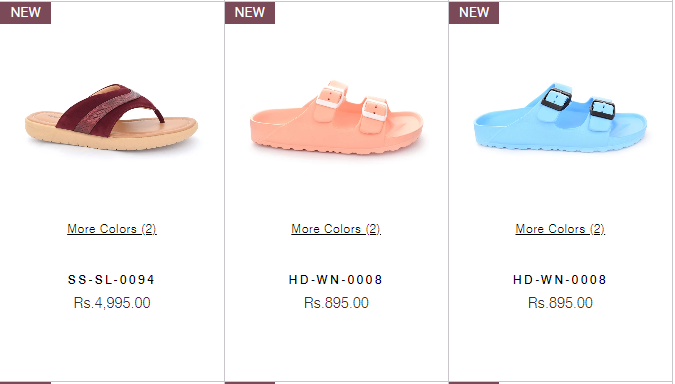 NEW
NEW
NEW
More Colors (2)
More Colors (2)
More Colors (2)
SS-SL-0094
HD-WN-0008
HD-WN-0008
Rs.4,995.00
Rs.895.00
Rs.895.00